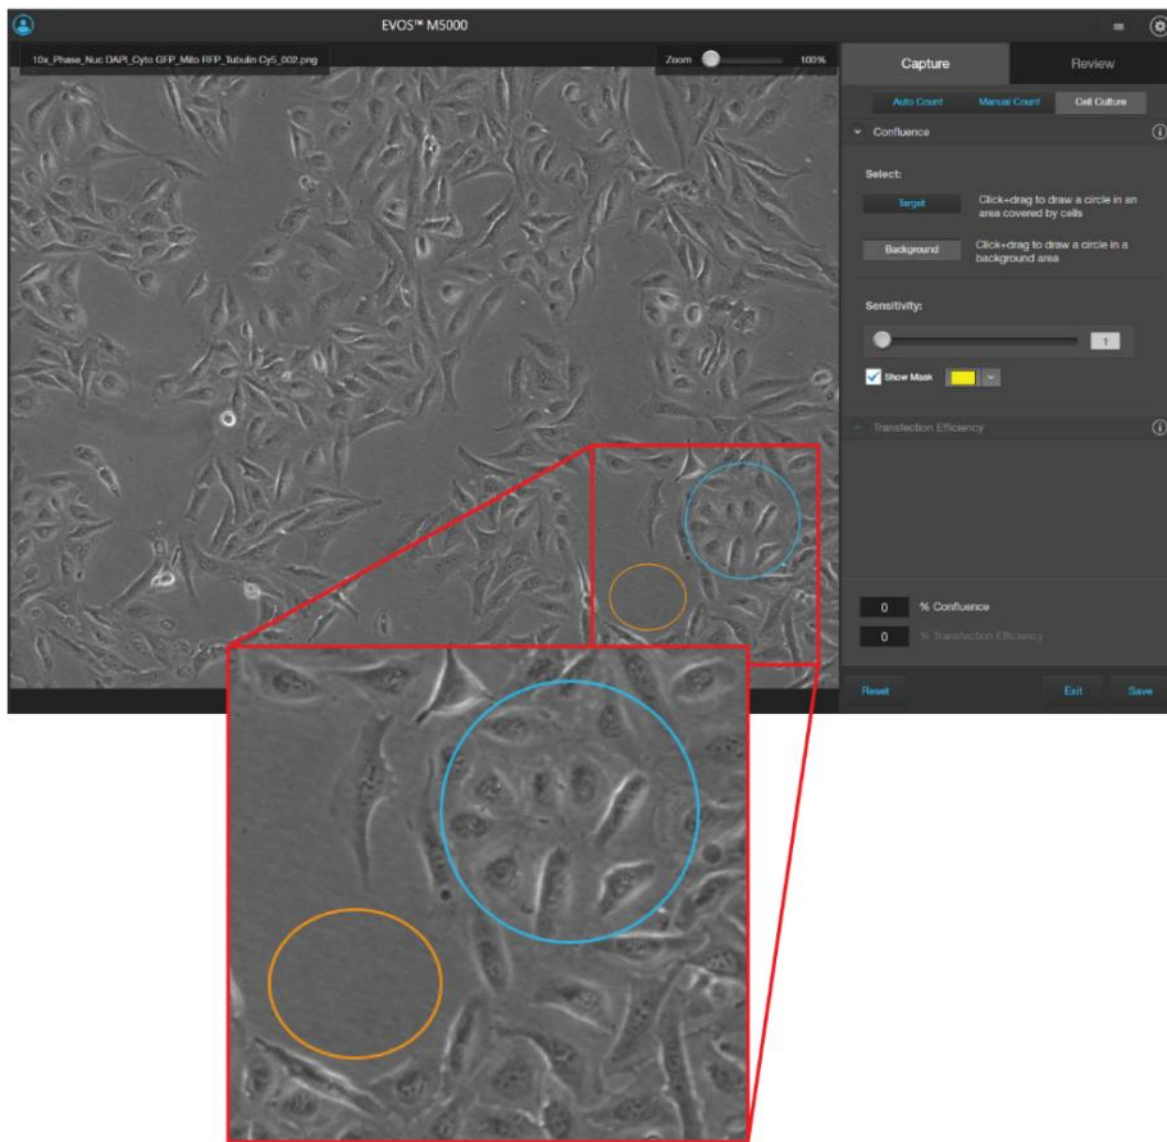 EVOS™ M5000
10x_Phase_Nuc DAPI_Cyto GFP_Mito RFP_Tubulin Cy5_002.png
Zoom 100%
Capture Review
Auto Count Manual Count Cell Culture
Confluence
Select:
Target
Click+drag to draw a circle in an
area covered by cells
Background
Click+drag to draw a circle in a
background area
Sensitivity:
1
Show Mask
Transfection Efficiency
0 % Confluence
0 % Transfection Efficiency
Reset Exit Save